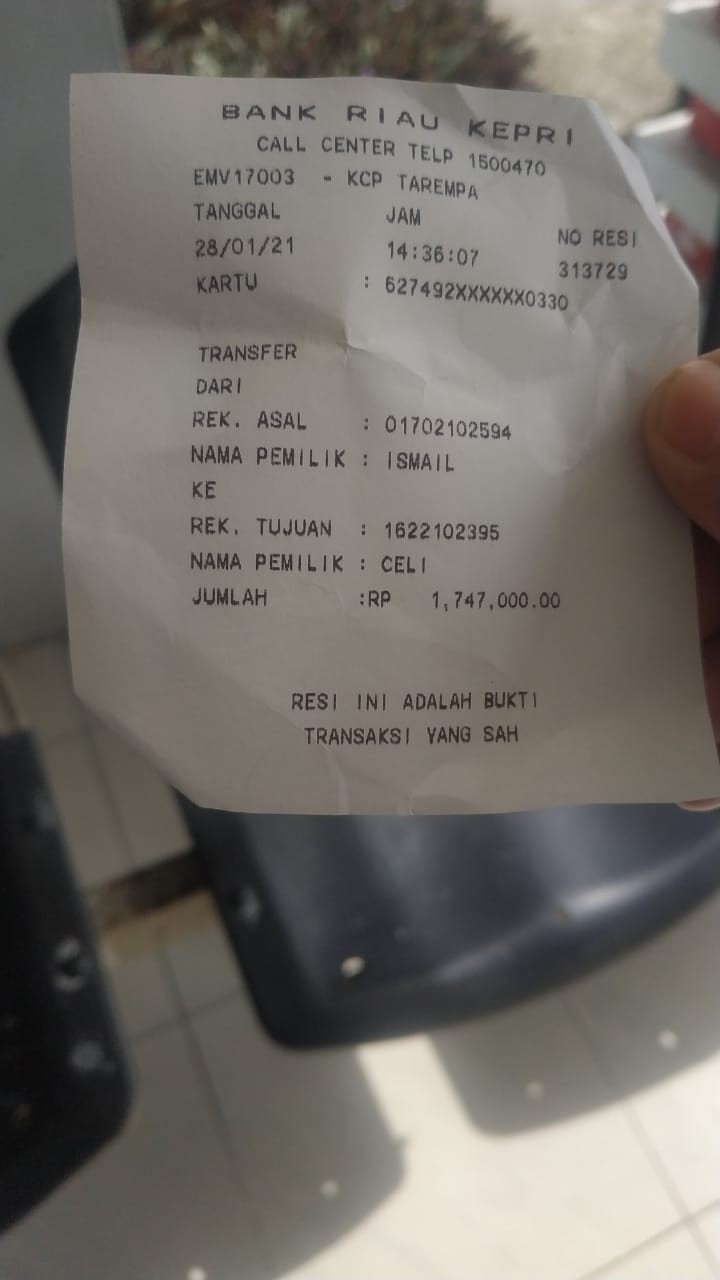 BANK RIAU KEPRI
CALL CENTER TELP 1500470
EMV17003 - KCP TAREMPA
TANGGAL JAM NO RESI
28/01/21 14:36:07 313729
KARTU : 627492XXXXXX0330
TRANSFER
DARI
REK. ASAL : 01702102594
NAMA PEMILIK : ISMAIL
KE
REK. TUJUAN : 1622102395
NAMA PEMILIK : CELI
JUMLAH :RP 1,747,000.00
RESI INI ADALAH BUKTI
TRANSAKSI YANG SAH